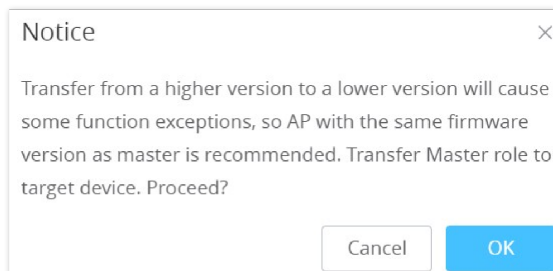 Notice
Transfer from a higher version to a lower version will cause
some function exceptions, so AP with the same firmware
version as master is recommended. Transfer Master role to
target device. Proceed?
Cancel
OK